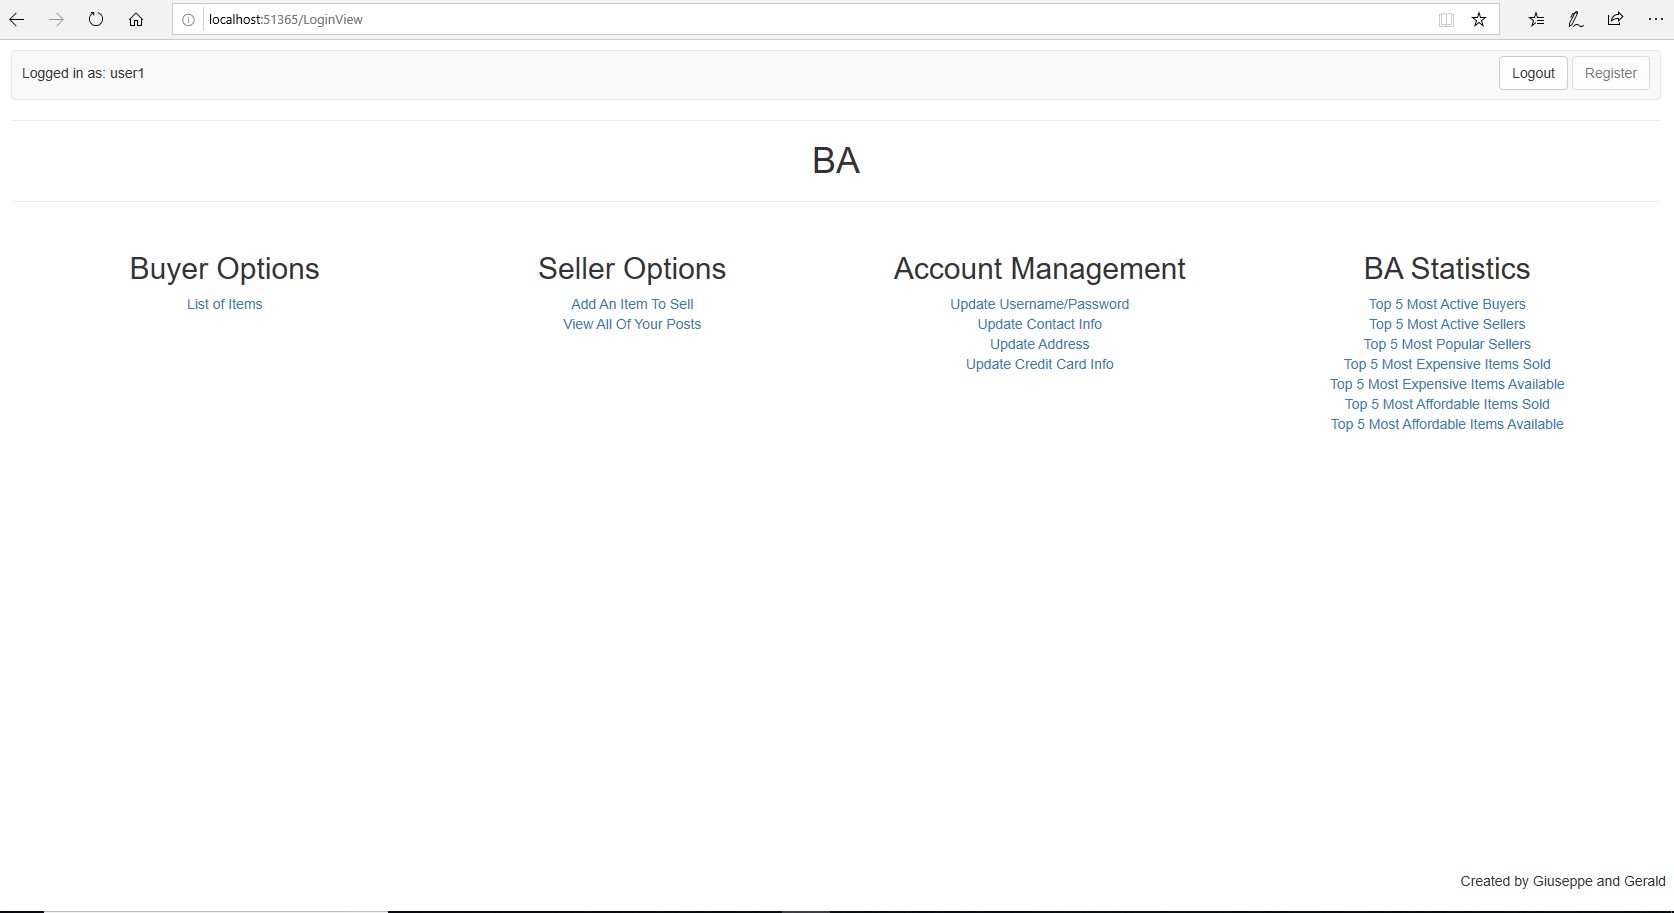 localhost:51365/LoginView
Logged in as: user1
Logout
Register
BA
Buyer Options
List of Items
Seller Options
Add An Item To Sell
View All Of Your Posts
Account Management
Update Username/Password
Update Contact Info
Update Address
Update Credit Card Info
BA Statistics
Top 5 Most Active Buyers
Top 5 Most Active Sellers
Top 5 Most Popular Sellers
Top 5 Most Expensive Items Sold
Top 5 Most Expensive Items Available
Top 5 Most Affordable Items Sold
Top 5 Most Affordable Items Available
Created by Giuseppe and Gerald